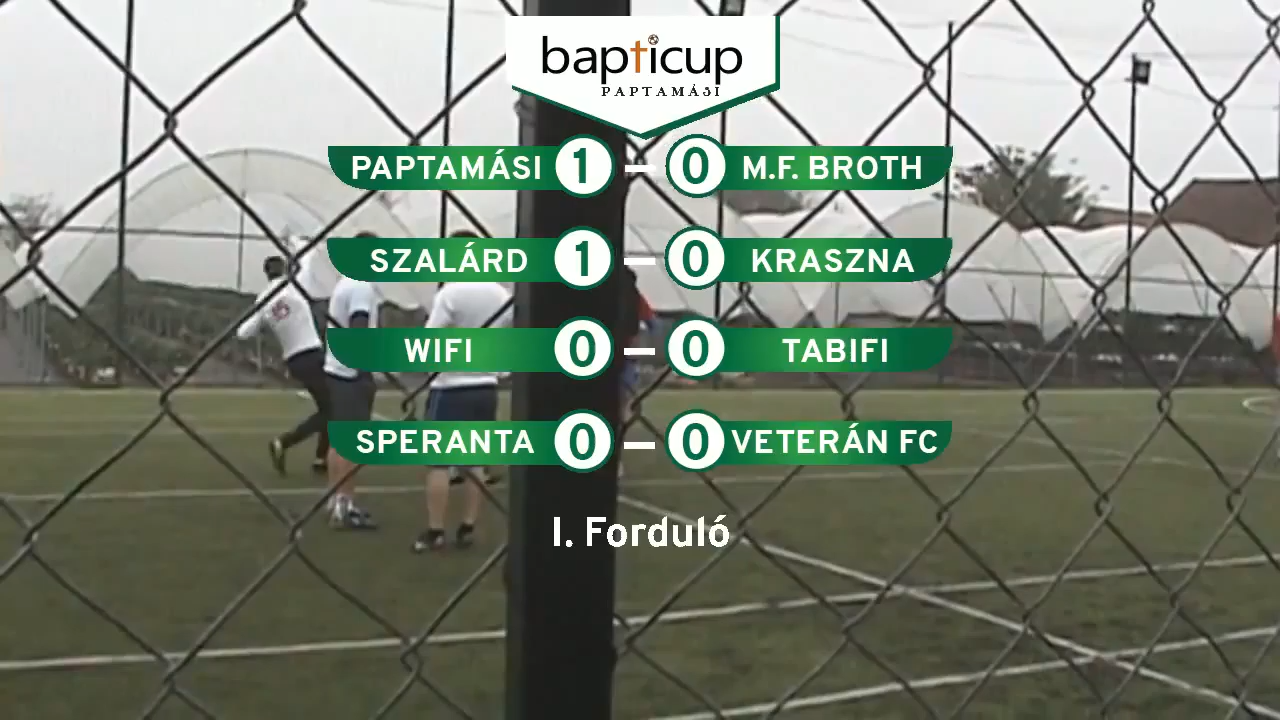 bapticup
PAPTAMÁSI
PAPTAMÁSI 1 – 0 M.F. BROTH
SZALÁRD 1 – 0 KRASZNA
WIFI 0 – 0 TABIFI
SPERANTA 0 – 0 VETERÁN FC
I. Forduló